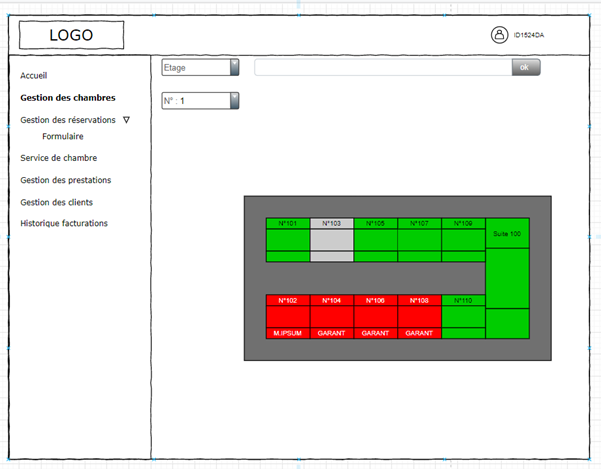 LOGO
ID1524DA
Etage
ok
Accueil
Gestion des chambres
N° : 1
Gestion des réservations
Formulaire
Service de chambre
Gestion des prestations
Gestion des clients
Historique facturations
N°101 N°103 N°105 N°107 N°109
Suite 100
N°102 N°104 N°106 N°108 N°110
M.IPSUM GARANT GARANT GARANT